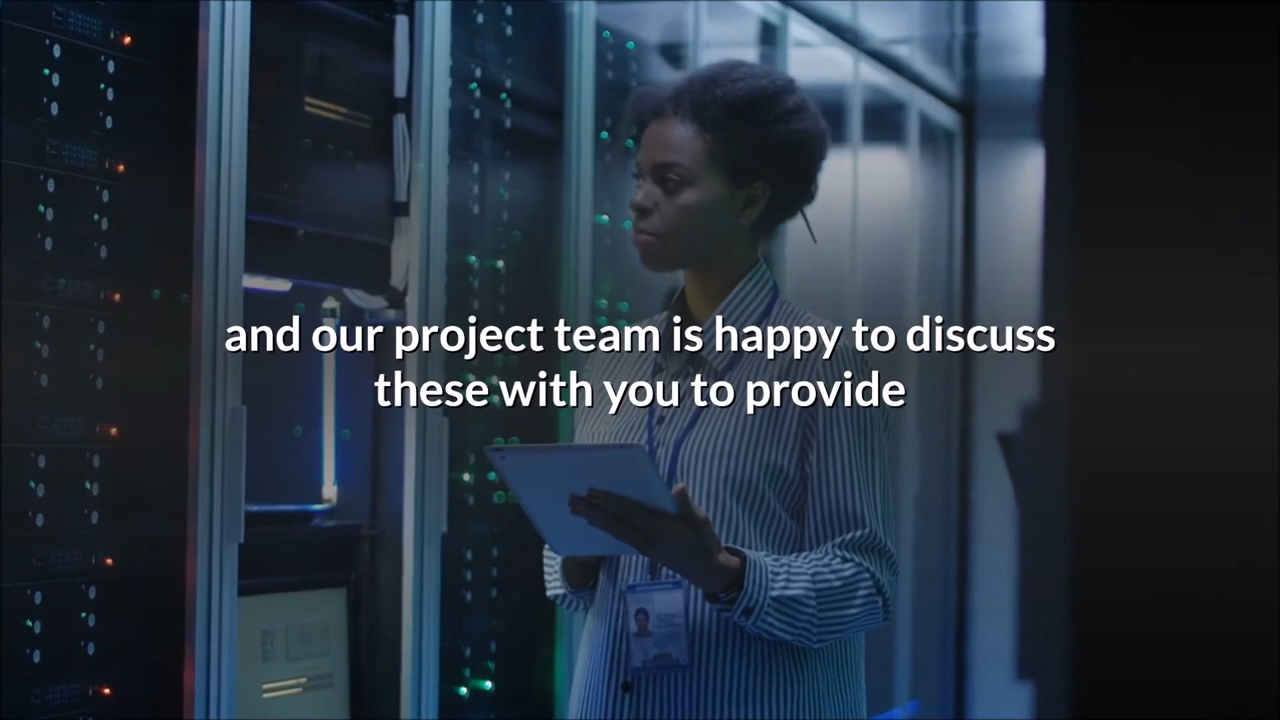 and our project team is happy to discuss
these with you to provide